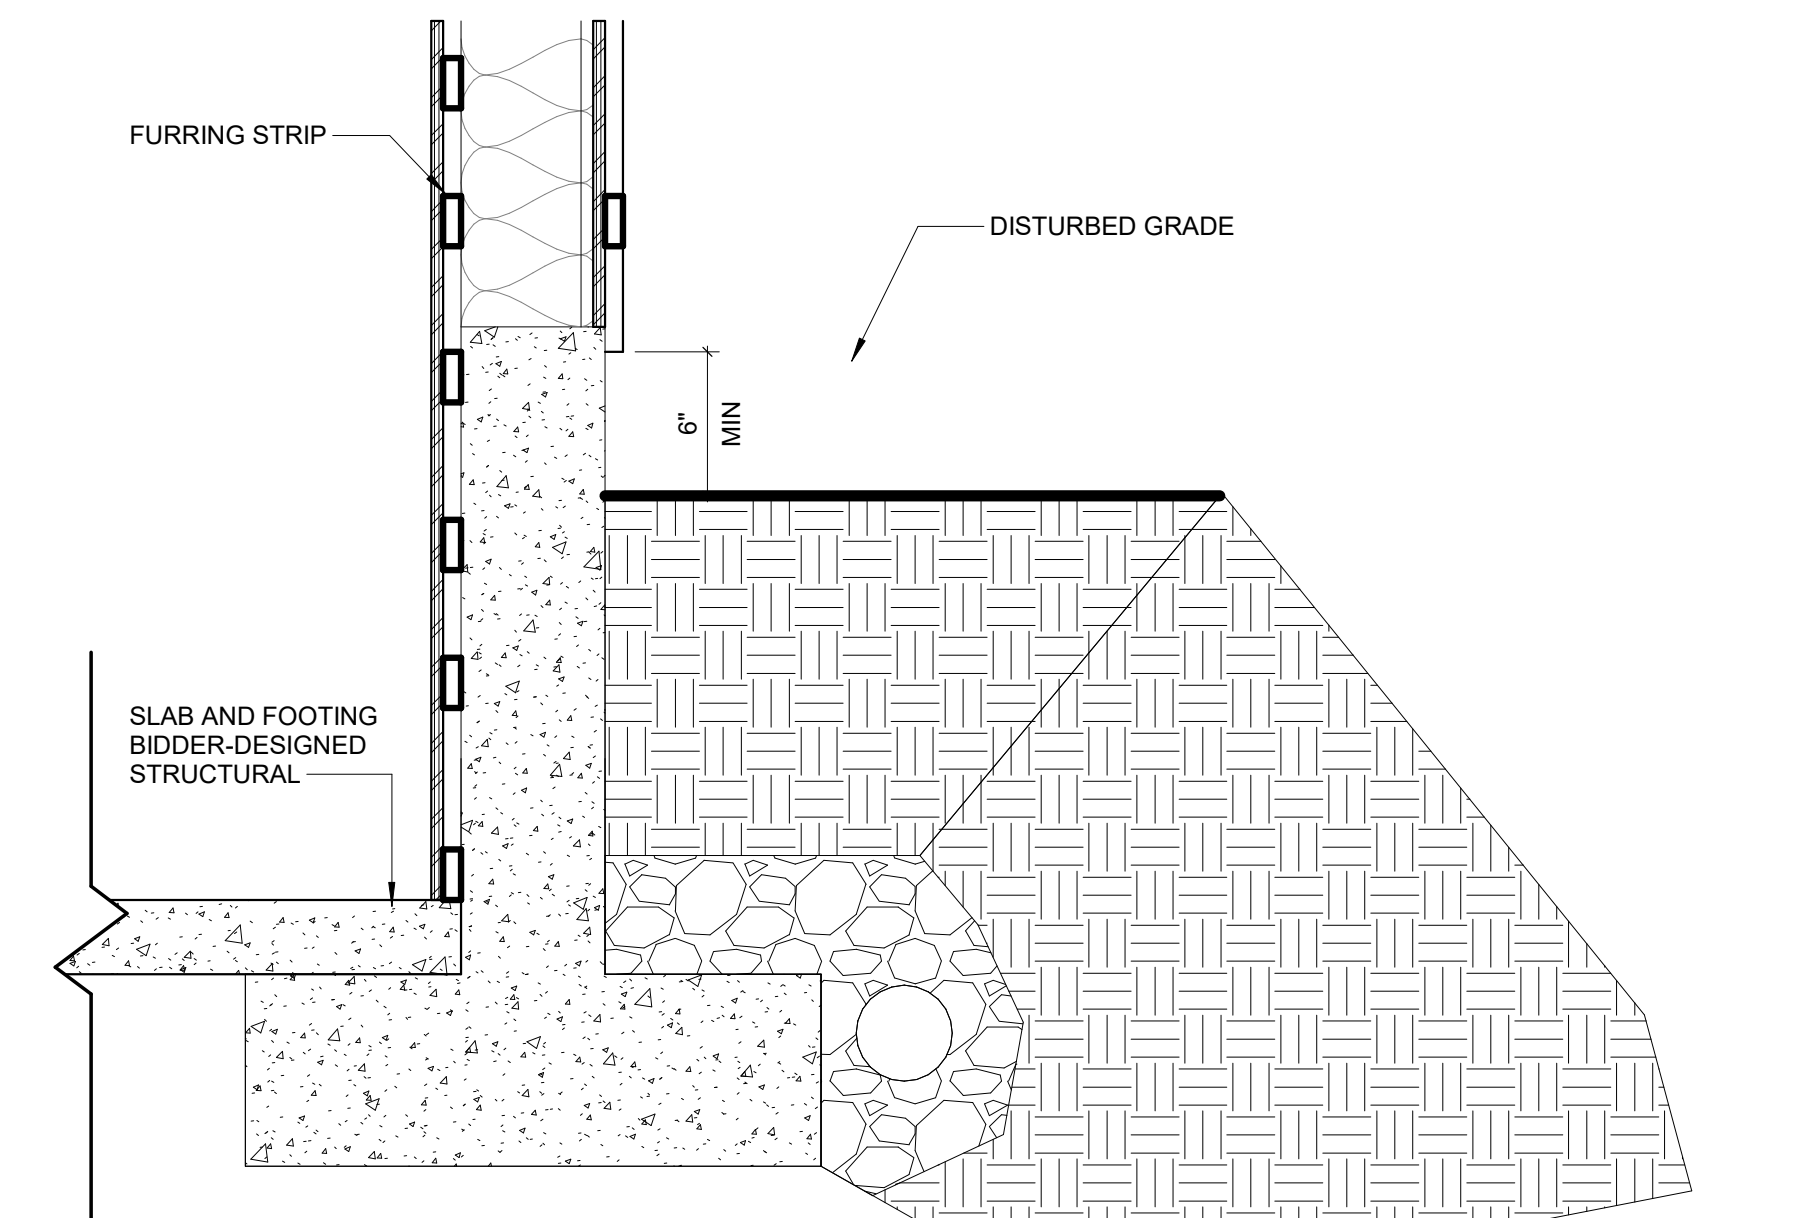 FURRING STRIP
DISTURBED GRADE
6"
MIN
SLAB AND FOOTING
BIDDER-DESIGNED
STRUCTURAL